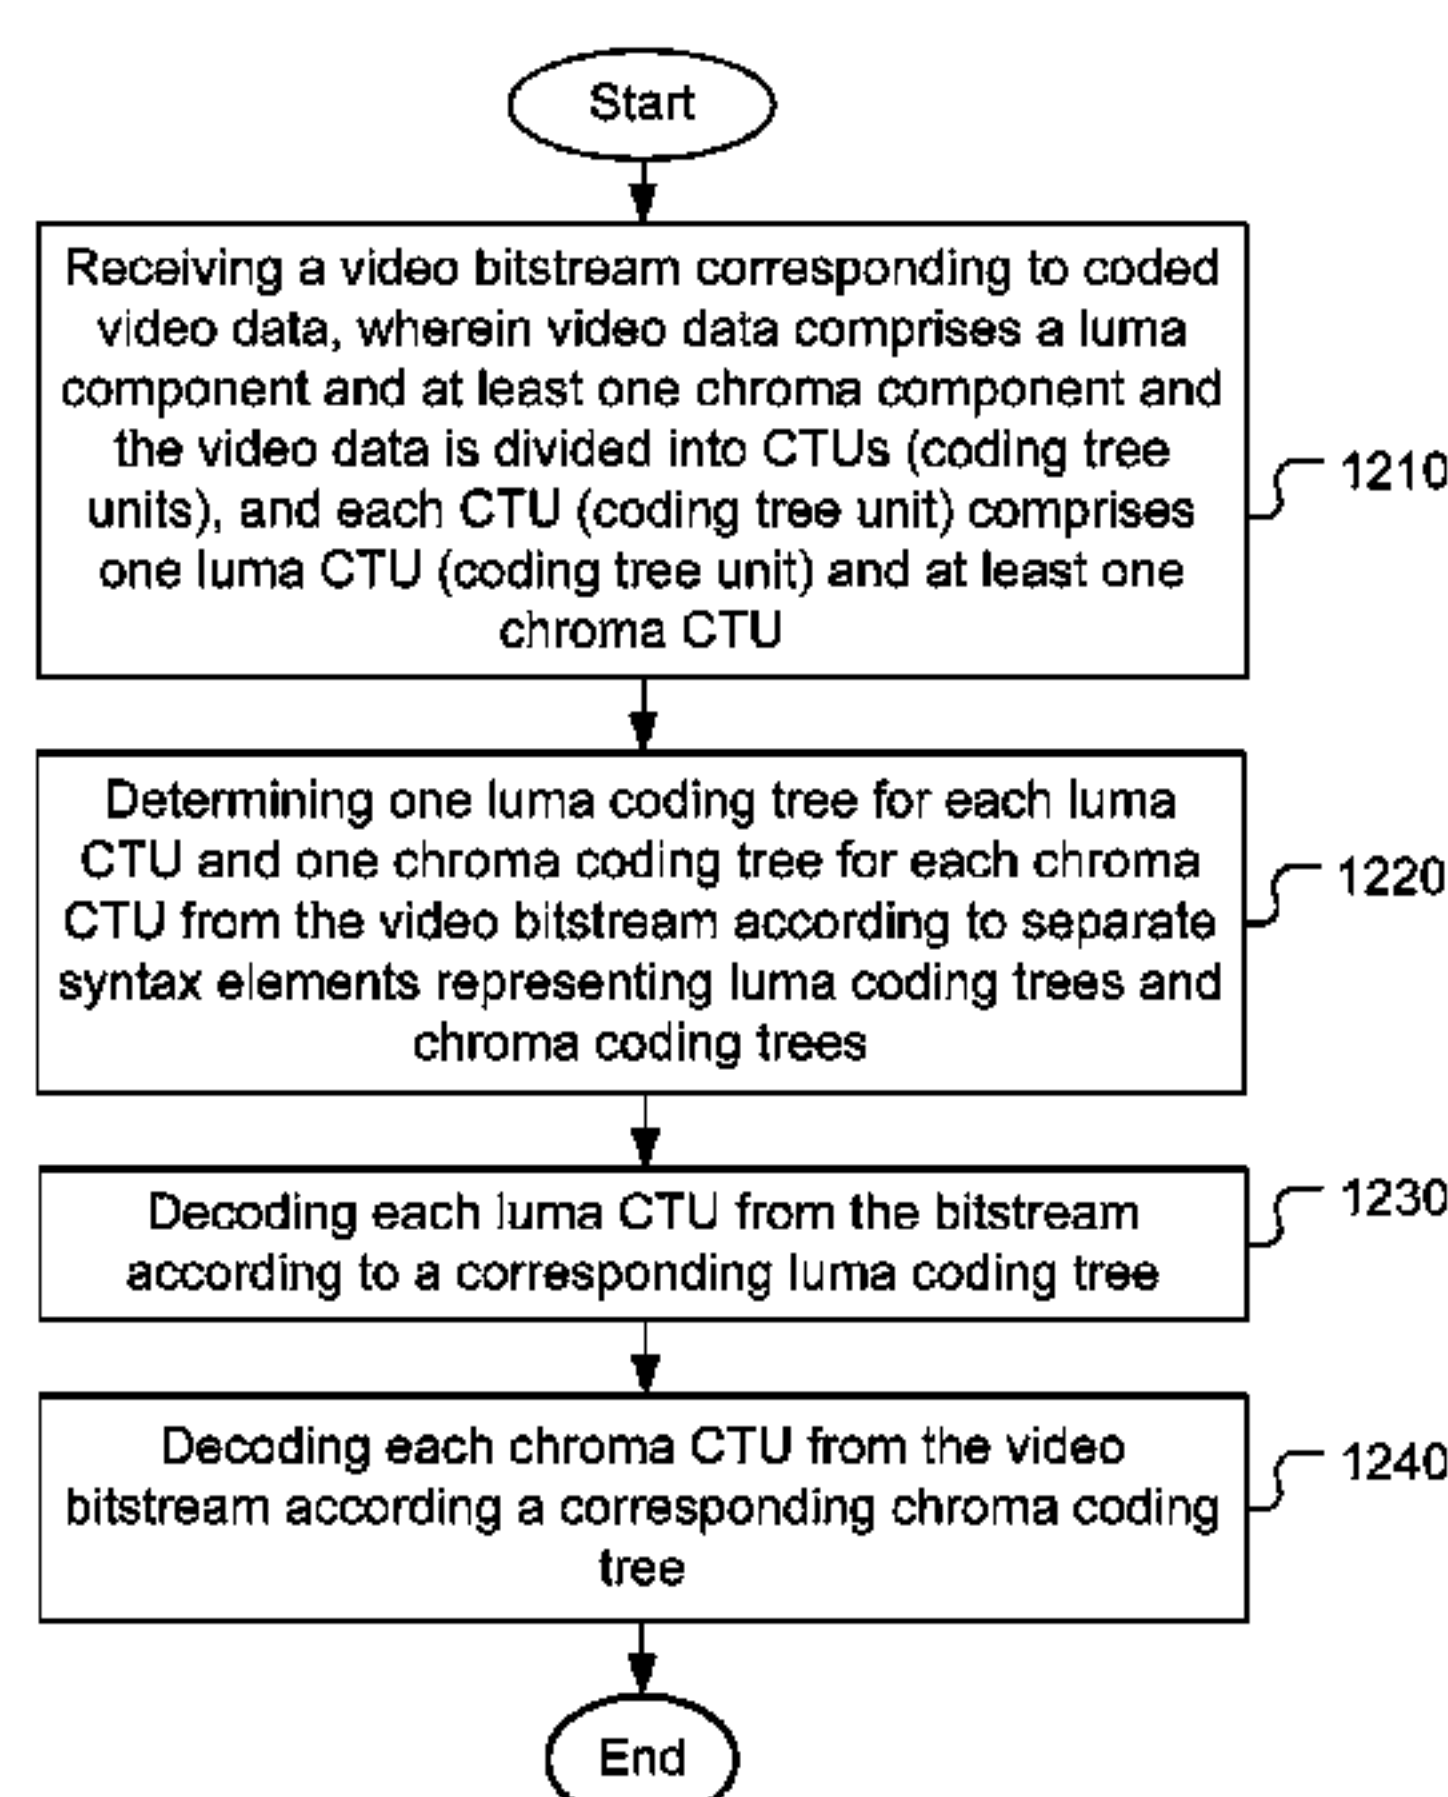 Start
Receiving a video bitstream corresponding to coded
video data, wherein video data comprises a luma
component and at least one chroma component and
the video data is divided into CTUs (coding tree
units), and each CTU (coding tree unit) comprises
one luma CTU (coding tree unit) and at least one
chroma CTU
1210
Determining one luma coding tree for each luma
CTU and one chroma coding tree for each chroma
CTU from the video bitstream according to separate
syntax elements representing luma coding trees and
chroma coding trees
1220
Decoding each luma CTU from the bitstream
according to a corresponding luma coding tree
1230
Decoding each chroma CTU from the video
bitstream according a corresponding chroma coding
tree
1240
End